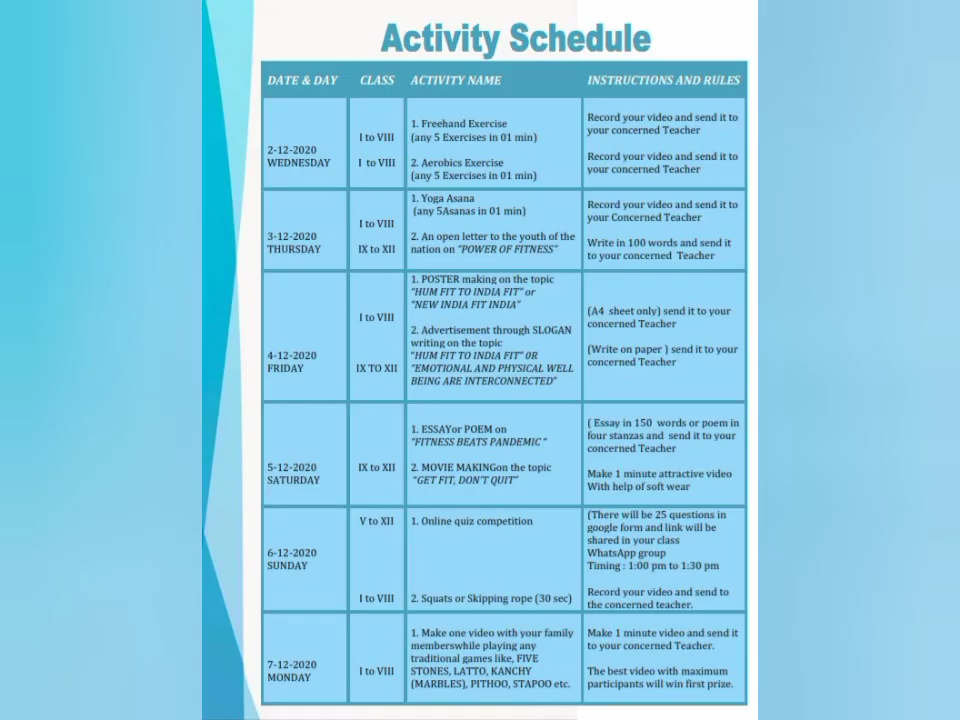 Activity Schedule
DATE & DAY CLASS ACTIVITY NAME INSTRUCTIONS AND RULES
2-12-2020
WEDNESDAY
I to VIII
I to VIII
1. Freehand Exercise
(any 5 Exercises in 01 min)
2. Aerobics Exercise
(any 5 Exercises in 01 min)
Record your video and send it to
your concerned Teacher
Record your video and send it to
your concerned Teacher
3-12-2020
THURSDAY
I to VIII
IX to XII
1. Yoga Asana
(any 5Asanas in 01 min)
2. An open letter to the youth of the
nation on "POWER OF FITNESS"
Record your video and send it to
your Concerned Teacher
Write in 100 words and send it
to your concerned Teacher
4-12-2020
FRIDAY
I to VIII
IX TO XII
1. POSTER making on the topic
"HUM FIT TO INDIA FIT" or
"NEW INDIA FIT INDIA"
2. Advertisement through SLOGAN
writing on the topic
"HUM FIT TO INDIA FIT" 0R
"EMOTIONAL AND PHYSICAL WELL
BEING ARE INTERCONNECTED"
(A4 sheet only) send it to your
concerned Teacher
(Write on paper ) send it to your
concerned Teacher
5-12-2020
SATURDAY
IX to XII
1. ESSAYor POEM on
"FITNESS BEATS PANDEMIC "
2. MOVIE MAKINGon the topic
"GET FIT, DON'T QUIT"
( Essay in 150 words or poem in
four stanzas and send it to your
concerned Teacher
Make 1 minute attractive video
With help of soft wear
6-12-2020
SUNDAY
V to XII
I to VIII
1. Online quiz competition
2. Squats or Skipping rope (30 sec)
(There will be 25 questions in
google form and link will be
shared in your class
WhatsApp group
Timing : 1:00 pm to 1:30 pm
Record your video and send to
the concerned teacher.
7-12-2020
MONDAY
I to VIII
1. Make one video with your family
memberswhile playing any
traditional games like, FIVE
STONES, LATTO, KANCHY
(MARBLES), PITHOO, STAPOO etc.
Make 1 minute video and send it
to your concerned Teacher.
The best video with maximum
participants will win first prize.